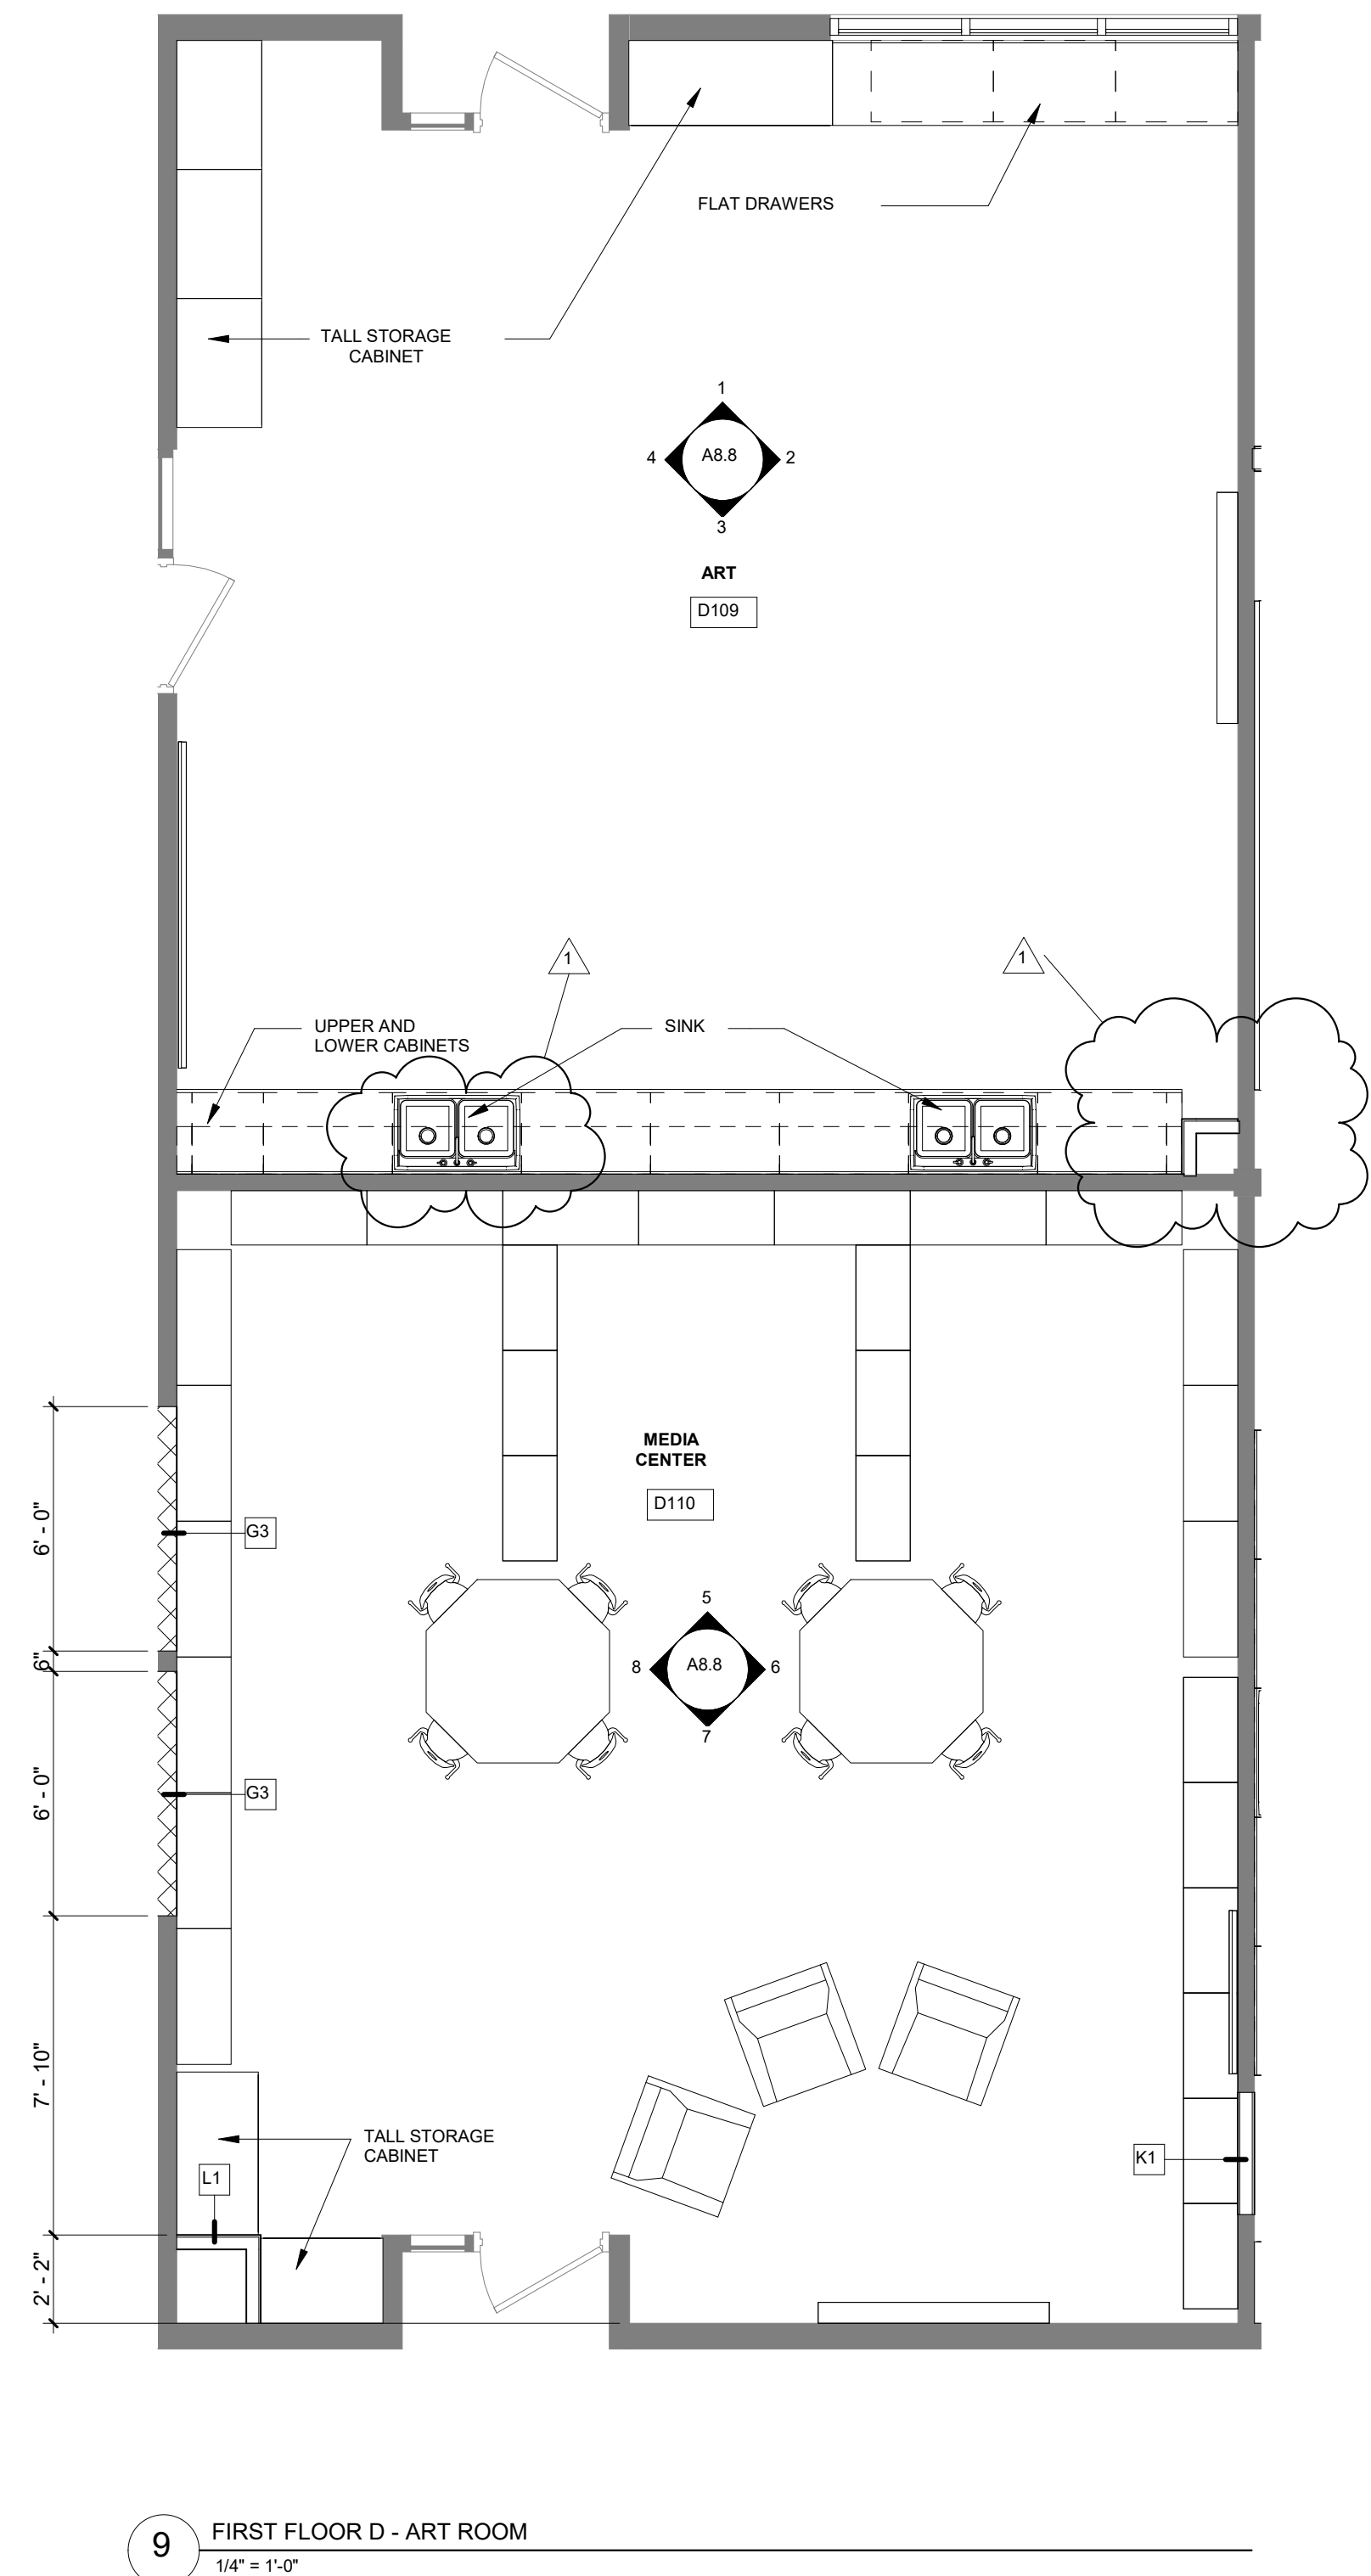 FLAT DRAWERS
TALL STORAGE
CABINET
1
4
A8.8
2
3
ART
D109
1
1
UPPER AND
LOWER CABINETS
SINK
MEDIA
CENTER
D110
6' - 0"
G3
5
8
A8.8
6
7
6"
6' - 0"
G3
7' - 10"
TALL STORAGE
CABINET
L1
K1
2' - 2"
9
FIRST FLOOR D - ART ROOM
1/4" = 1'-0"